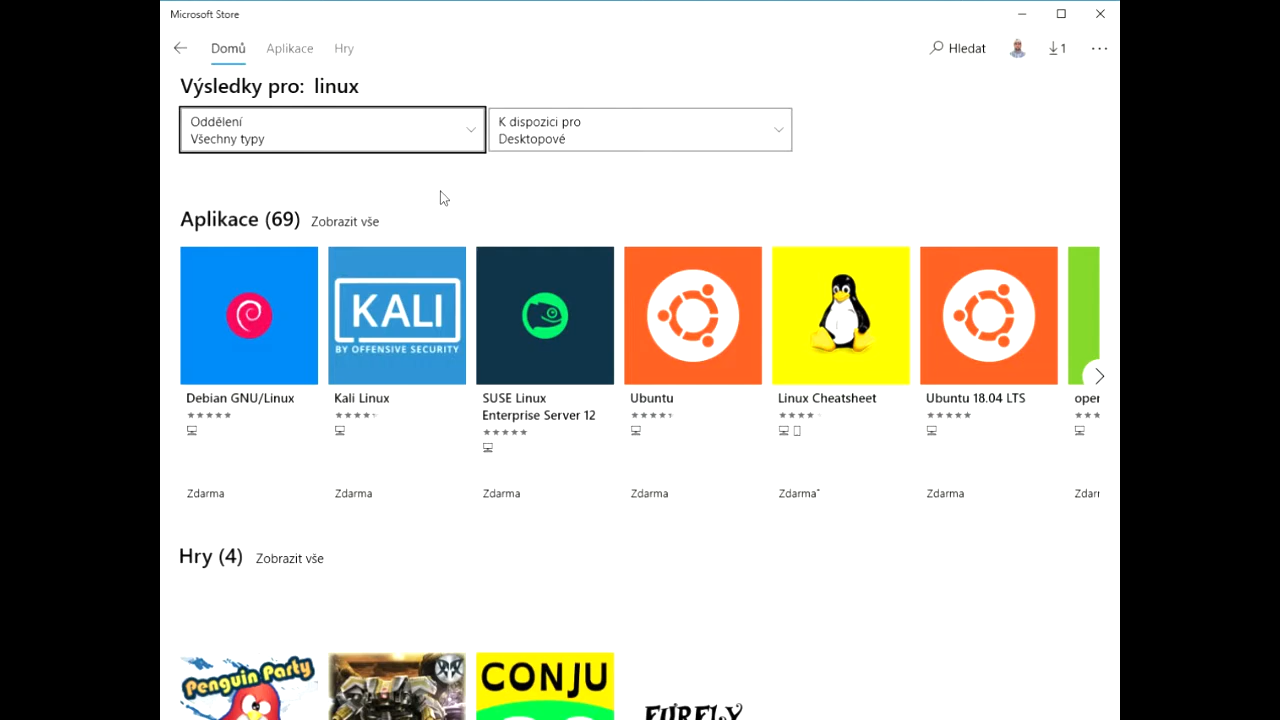 Microsoft Store
Domů Aplikace Hry
Hledat
1
Výsledky pro: linux
Oddělení
Všechny typy
K dispozici pro
Desktopové
Aplikace (69) Zobrazit vše
KALI
BY OFFENSIVE SECURITY
Debian GNU/Linux
Kali Linux
SUSE Linux
Enterprise Server 12
Ubuntu
Linux Cheatsheet
Ubuntu 18.04 LTS
oper
Zdarma
Zdarma
Zdarma
Zdarma
Zdarma+
Zdarma
Zdarr
Hry (4) Zobrazit vše
Penguin Party
CONJU